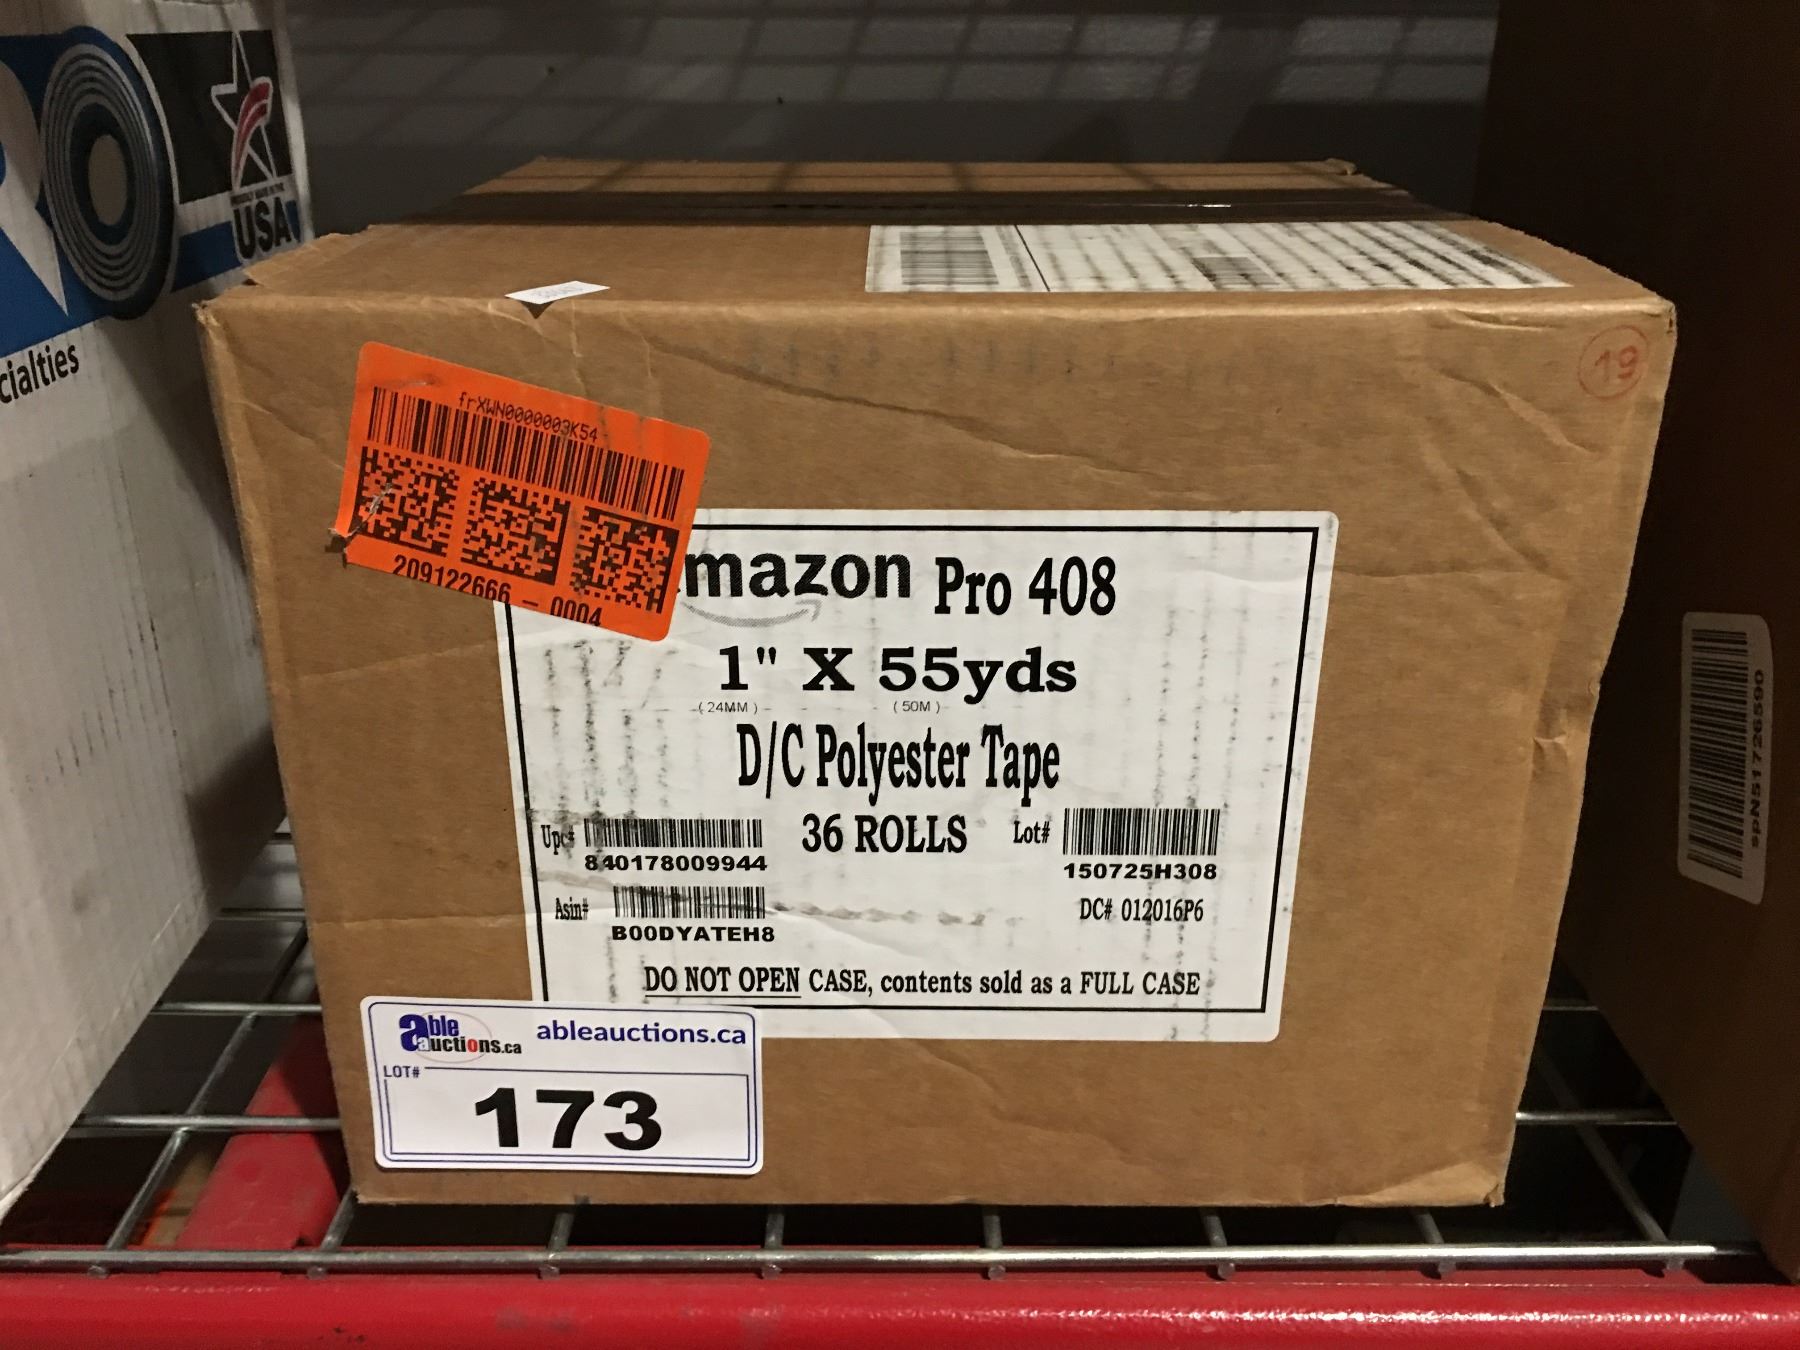 USA
cialties
19
frXWN0000003K54
209122666 - 0004
amazon Pro 408
1" X 55yds
(24MM) (50M)
D/C Polyester Tape
Upc# 36 ROLLS Lot#
840178009944 150725H308
Asin# DC# 012016P6
B00DYATEH8
DO NOT OPEN CASE, contents sold as a FULL CASE
able auctions.ca ableauctions.ca
LOT#
173
spN51726590